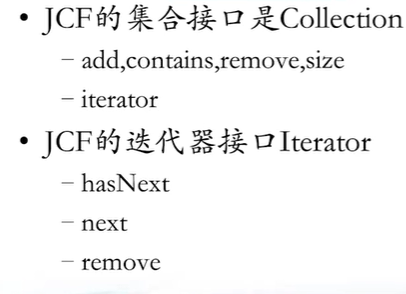 • JCF的集合接口是Collection
– add,contains,remove,size
– iterator
• JCF的迭代器接口Iterator
– hasNext
– next
– remove